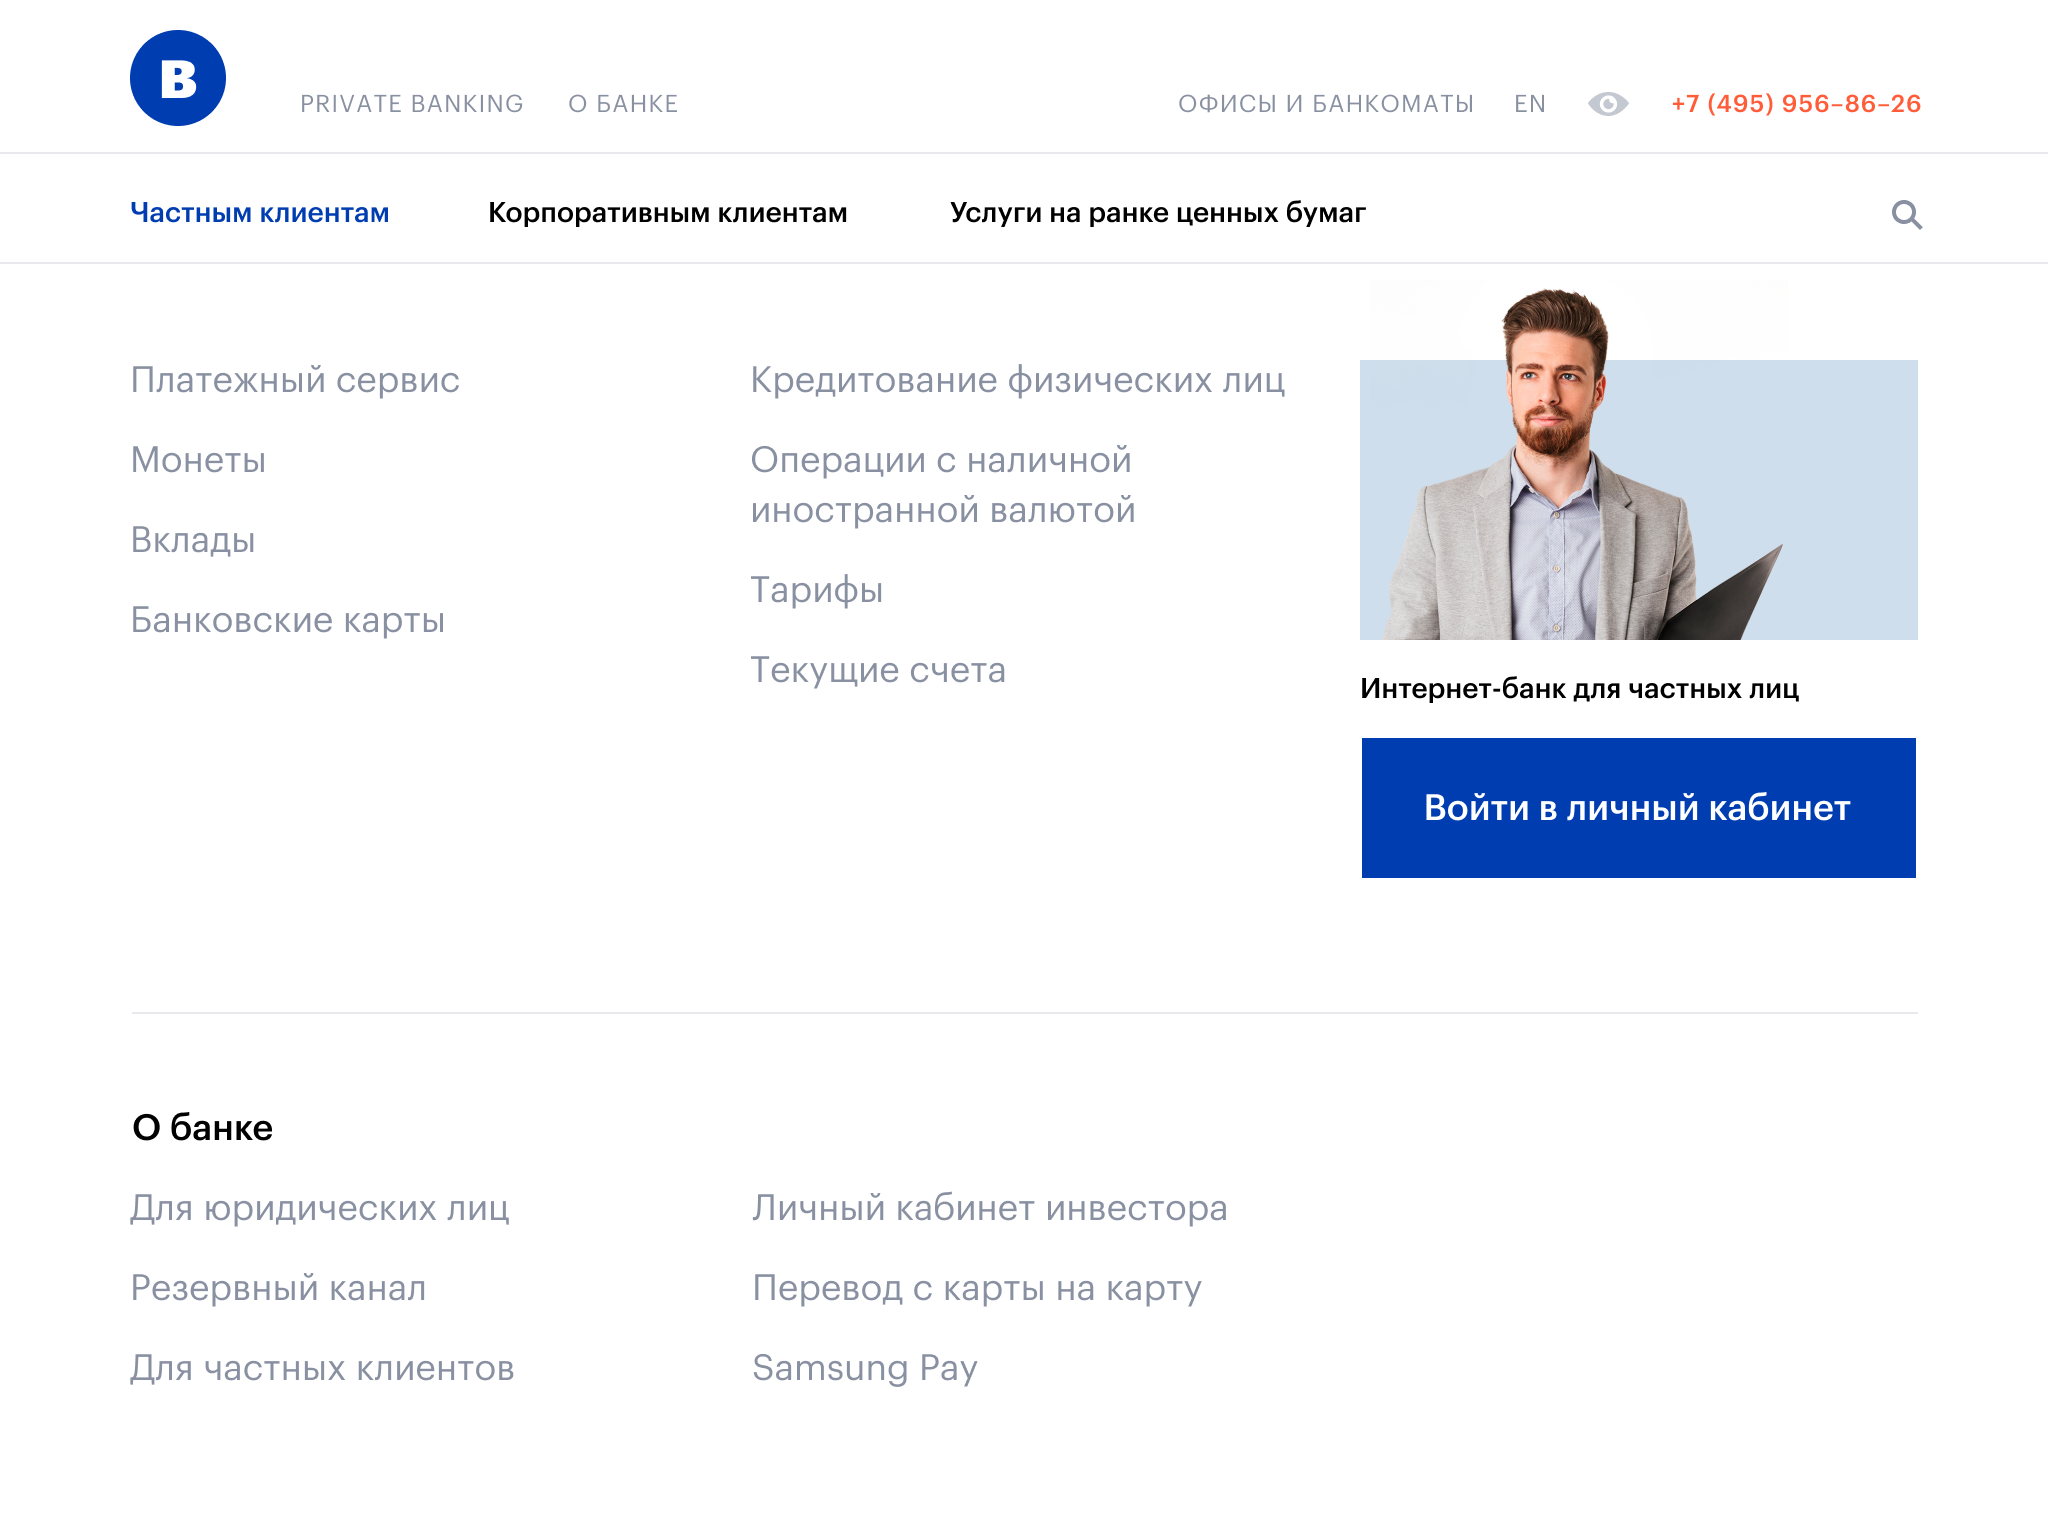 В
PRIVATE BANKING
О БАНКЕ
ОФИСЫ И БАНКОМАТЫ
EN
+7 (495) 956–86–26
Частным клиентам
Корпоративным клиентам
Услуги на ранке ценных бумаг
Платежный сервис
Монеты
Вклады
Банковские карты
Кредитование физических лиц
Операции с наличной
иностранной валютой
Тарифы
Текущие счета
Интернет-банк для частных лиц
Войти в личный кабинет
О банке
Для юридических лиц
Резервный канал
Для частных клиентов
Личный кабинет инвестора
Перевод с карты на карту
Samsung Pay